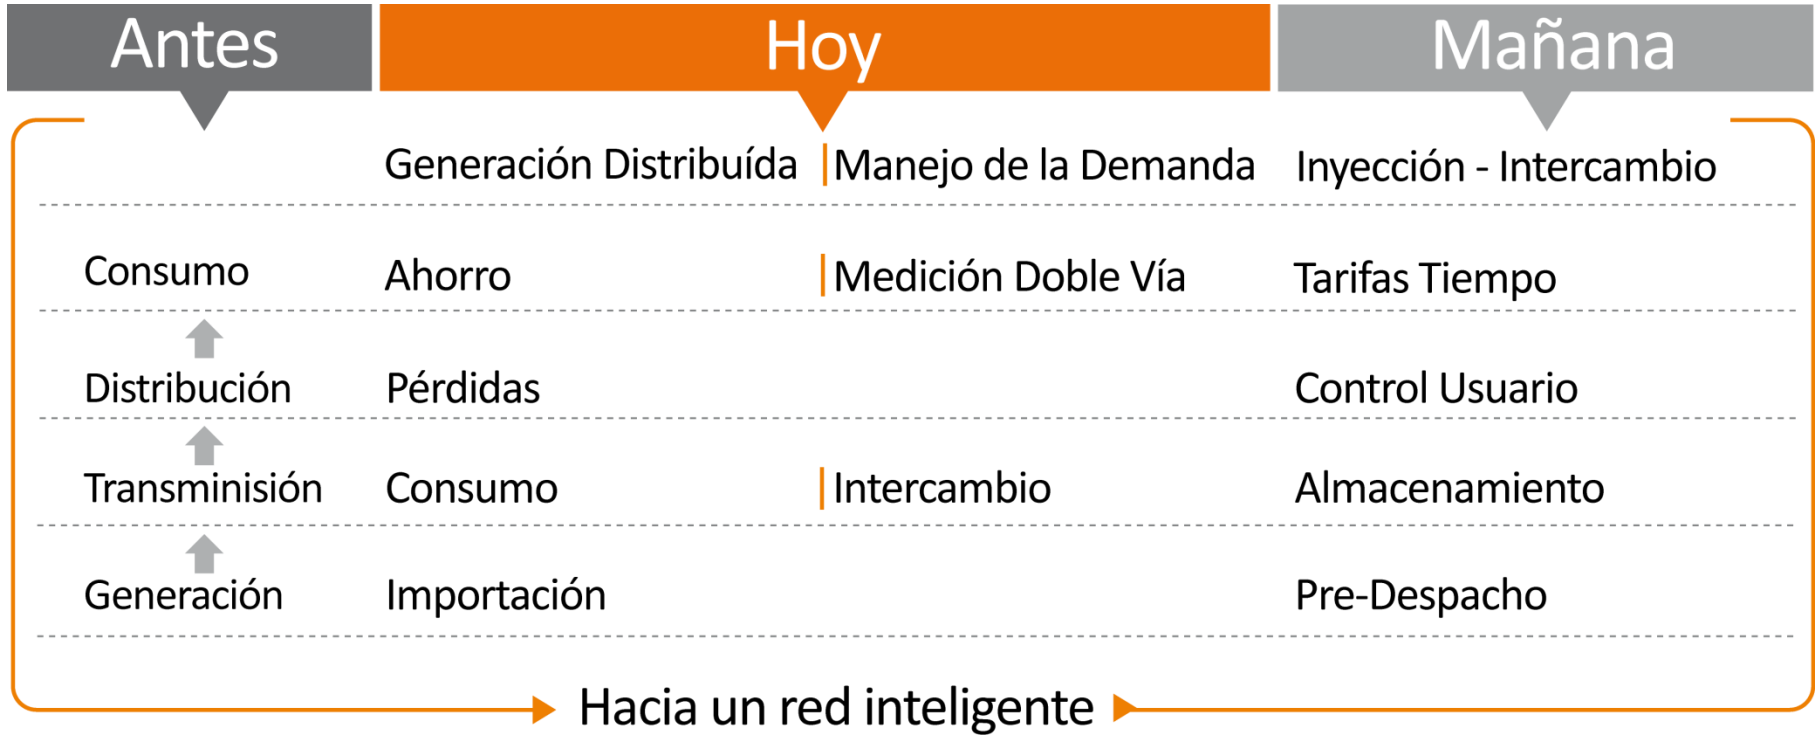 Antes Hoy Mañana
Generación Distribuída Manejo de la Demanda Inyección - Intercambio
Consumo Ahorro Medición Doble Vía Tarifas Tiempo
Distribución Pérdidas Control Usuario
Transminisión Consumo Intercambio Almacenamiento
Generación Importación Pre-Despacho
Hacia un red inteligente